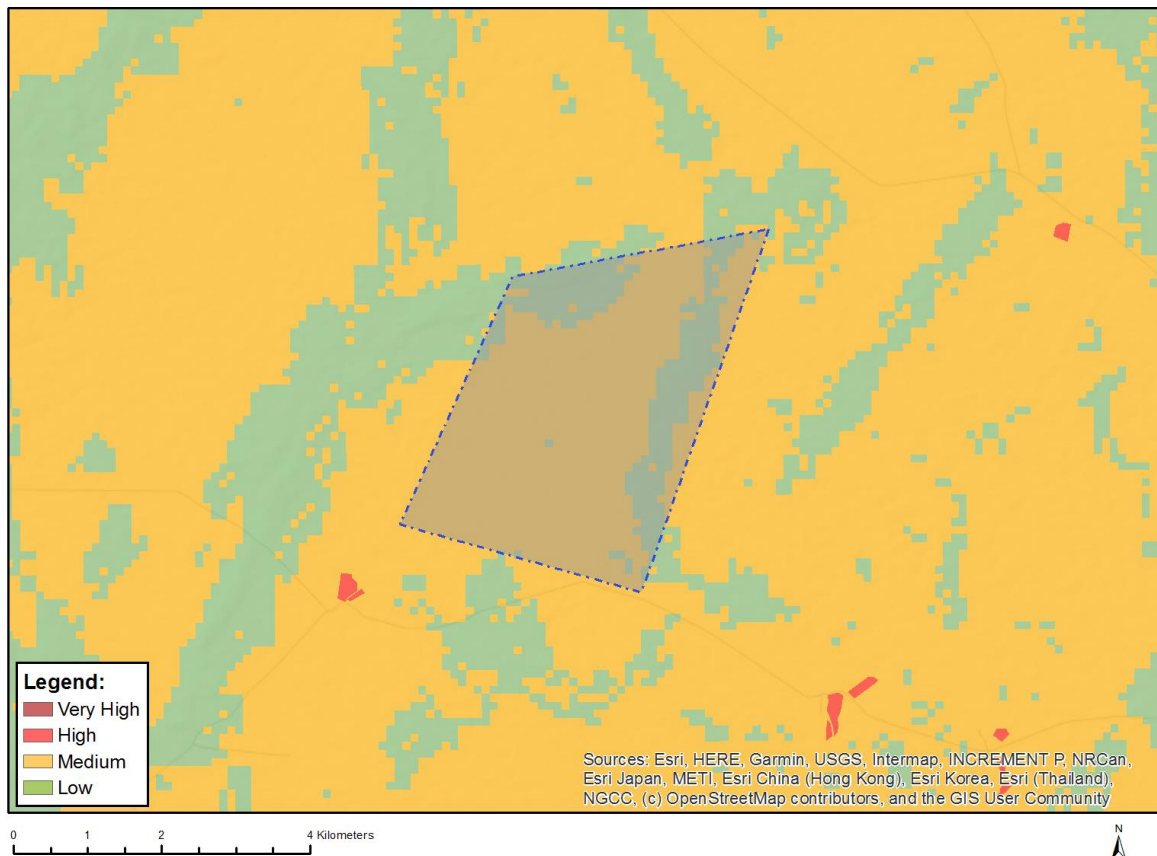 Legend:
Very High
High
Medium
Low
Sources: Esri, HERE, Garmin, USGS, Intermap, INCREMENT P, NRCan,
Esri Japan, METI, Esri China (Hong Kong), Esri Korea, Esri (Thailand),
NGCC, (c) OpenStreetMap contributors, and the GIS User Community
0 1 2 4 Kilometers
N